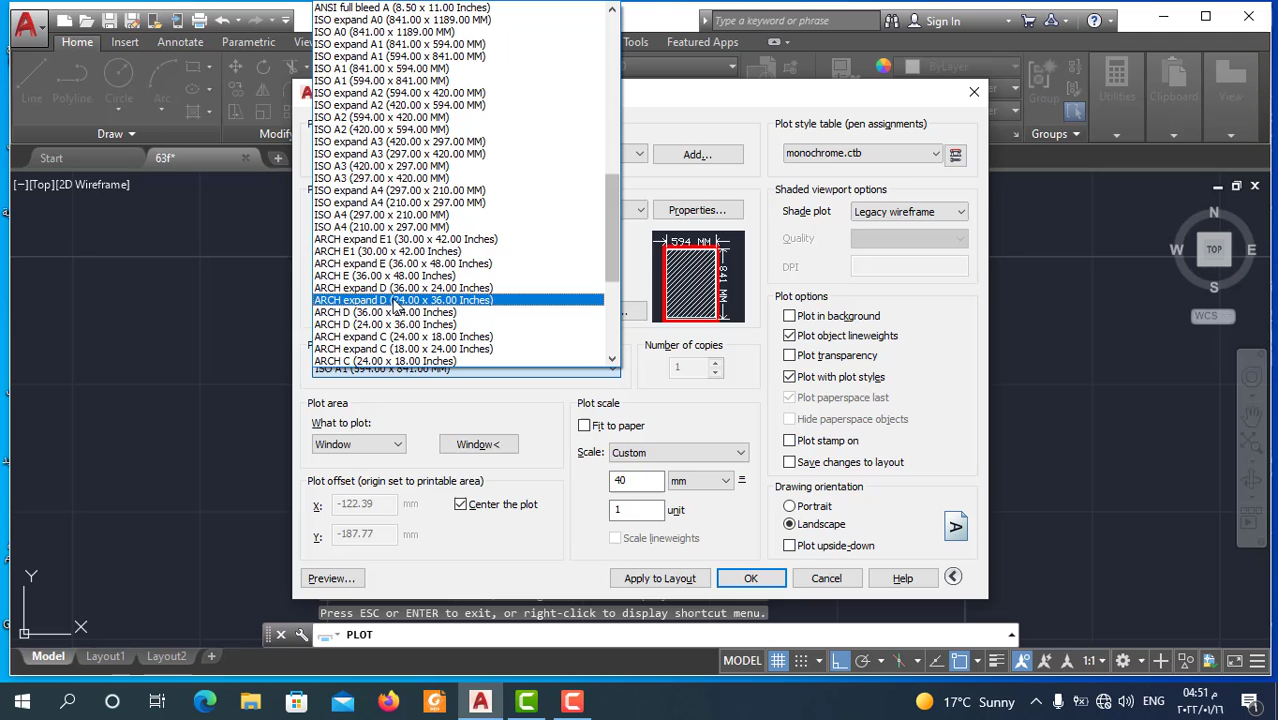 ANSI full bleed A (8.50 x 11.00 Inches)
ISO expand A0 (841.00 x 1189.00 MM)
ISO A0 (841.00 x 1189.00 MM)
ISO expand A1 (841.00 x 594.00 MM)
ISO expand A1 (594.00 x 841.00 MM)
ISO A1 (841.00 x 594.00 MM)
ISO A1 (594.00 x 841.00 MM)
ISO expand A2 (594.00 x 420.00 MM)
ISO expand A2 (420.00 x 594.00 MM)
ISO A2 (594.00 x 420.00 MM)
ISO A2 (420.00 x 594.00 MM)
ISO expand A3 (420.00 x 297.00 MM)
ISO expand A3 (297.00 x 420.00 MM)
ISO A3 (420.00 x 297.00 MM)
ISO A3 (297.00 x 420.00 MM)
ISO expand A4 (297.00 x 210.00 MM)
ISO expand A4 (210.00 x 297.00 MM)
ISO A4 (297.00 x 210.00 MM)
ISO A4 (210.00 x 297.00 MM)
ARCH expand E1 (30.00 x 42.00 Inches)
ARCH E1 (30.00 x 42.00 Inches)
ARCH expand E (36.00 x 48.00 Inches)
ARCH E (36.00 x 48.00 Inches)
ARCH expand D (36.00 x 24.00 Inches)
ARCH expand D (24.00 x 36.00 Inches)
ARCH D (36.00 x 24.00 Inches)
ARCH D (24.00 x 36.00 Inches)
ARCH expand C (24.00 x 18.00 Inches)
ARCH expand C (18.00 x 24.00 Inches)
ARCH C (24.00 x 18.00 Inches)
ISO A1 (594.00 x 841.00 MM)
Type a keyword or phrase
Sign In
Home Insert Annotate Parametric Tools Featured Apps
Line Polyline Circle Arc
Draw
Modif
ByLayer
Group Utilities Clipboard View
Groups
Start 63f*
[−][Top][2D Wireframe]
Add...
Properties...
594 MM
841 MM
Number of copies
1
Plot area
What to plot:
Window Window<
Plot offset (origin set to printable area)
X: -122.39 mm Center the plot
Y: -187.77 mm
Preview...
Plot scale
Fit to paper
Scale: Custom
40 mm =
1 unit
Scale lineweights
Plot style table (pen assignments)
monochrome.ctb
Shaded viewport options
Shade plot Legacy wireframe
Quality
DPI
Plot options
Plot in background
Plot object lineweights
Plot transparency
Plot with plot styles
Plot paperspace last
Hide paperspace objects
Plot stamp on
Save changes to layout
Drawing orientation
Portrait
Landscape
Plot upside-down
A
Apply to Layout OK Cancel Help
N
W TOP E
S
WCS
Y
X
Press ESC or ENTER to exit, or right-click to display shortcut menu.
PLOT
Model Layout1 Layout2 +
MODEL 1:1
17°C Sunny ENG
04:51 م
٢٠٢٢/٠١/٢٦